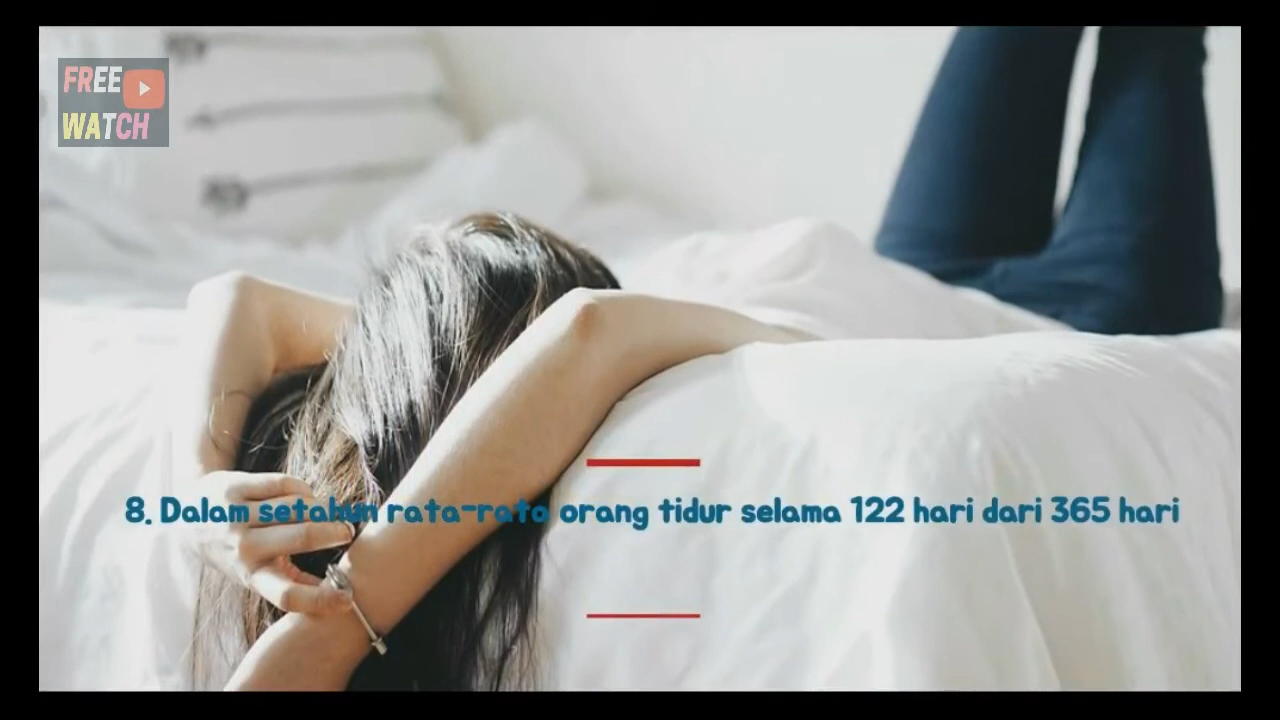 FREE
WATCH
8. Dalam setahun rata-rata orang tidur selama 122 hari dari 365 hari